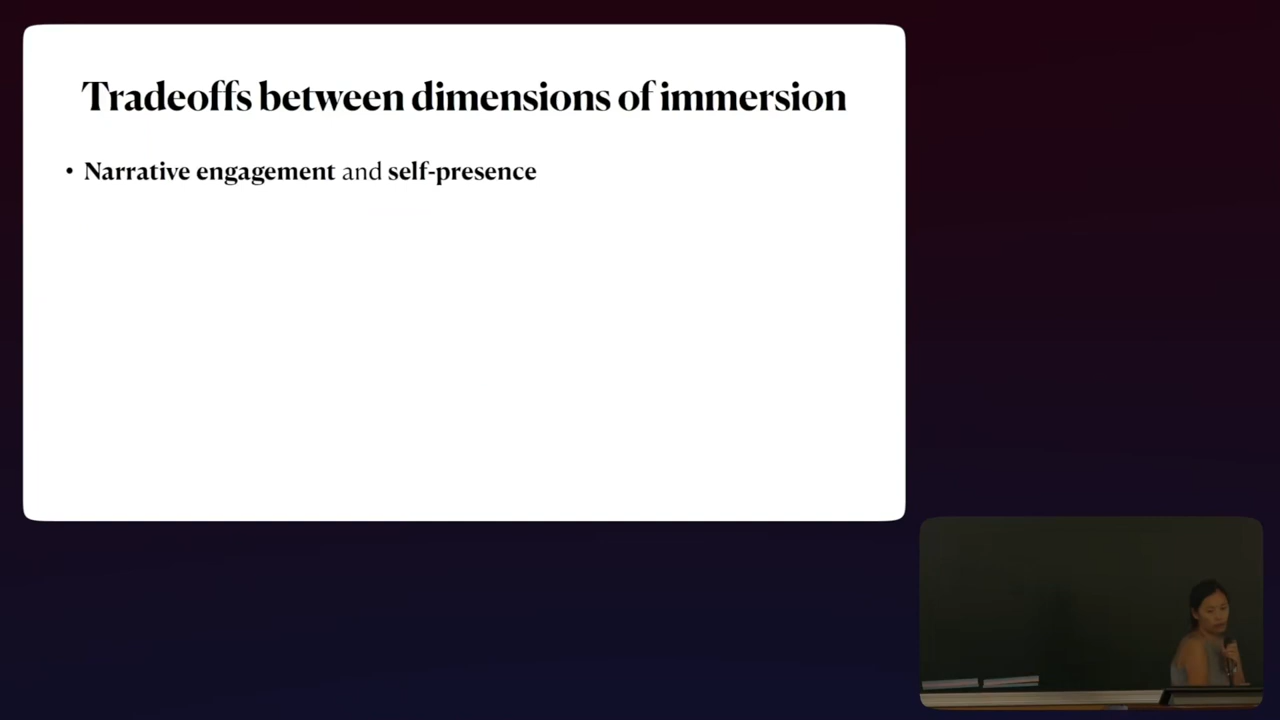 Tradeoffs between dimensions of immersion
• Narrative engagement and self-presence